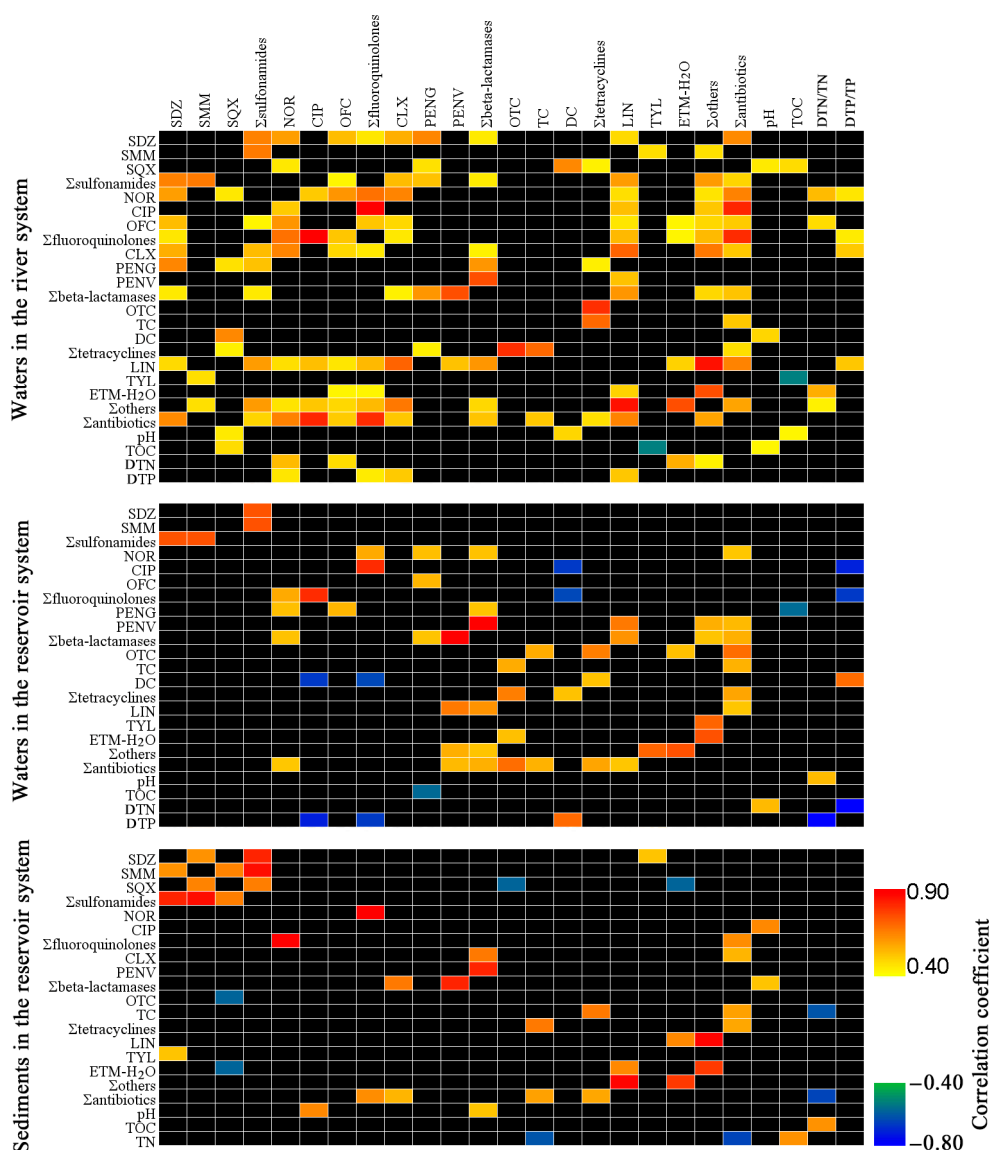 SDZ
SMM
SQX
Σsulfonamides
NOR
CIP
OFC
Σfluoroquinolones
CLX
PENG
PENV
Σbeta-lactamases
OTC
TC
DC
Σtetracyclines
LIN
TYL
ETM-H2O
Σothers
Σantibiotics
pH
TOC
DTN/TN
DTP/TP
Waters in the river system
SDZ
SMM
SQX
Σsulfonamides
NOR
CIP
OFC
Σfluoroquinolones
CLX
PENG
PENV
Σbeta-lactamases
OTC
TC
DC
Σtetracyclines
LIN
TYL
ETM-H2O
Σothers
Σantibiotics
pH
TOC
DTN
DTP
Waters in the reservoir system
SDZ
SMM
Σsulfonamides
NOR
CIP
OFC
Σfluoroquinolones
PENG
PENV
Σbeta-lactamases
OTC
TC
DC
Σtetracyclines
LIN
TYL
ETM-H2O
Σothers
Σantibiotics
pH
TOC
DTN
DTP
Sediments in the reservoir system
SDZ
SMM
SQX
Σsulfonamides
NOR
CIP
Σfluoroquinolones
CLX
PENV
Σbeta-lactamases
OTC
TC
Σtetracyclines
LIN
TYL
ETM-H2O
Σothers
Σantibiotics
pH
TOC
TN
0.90
0.40
−0.40
−0.80
Correlation coefficient